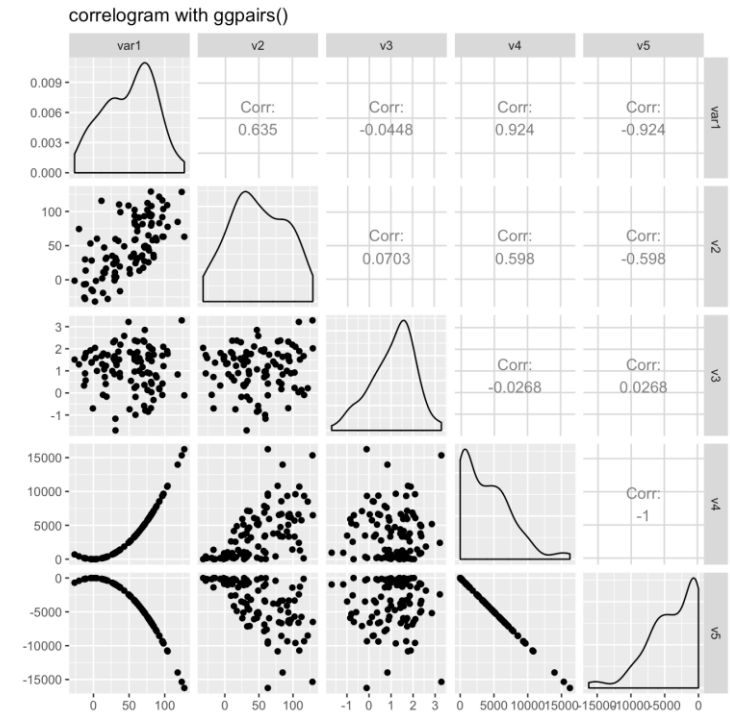 correlogram with ggpairs()
var1 v2 v3 v4 v5
0.009
0.006
0.003
0.000
Corr:
0.635
Corr:
-0.0448
Corr:
0.924
Corr:
-0.924
var1
100
50
0
Corr:
0.0703
Corr:
0.598
Corr:
-0.598
v2
3
2
1
0
-1
Corr:
-0.0268
Corr:
0.0268
v3
15000
10000
5000
0
Corr:
-1
v4
0
-5000
-10000
-15000
v5
0 50 100 0 50 100 -1 0 1 2 3 0 5000 10000 15000 -15000 -10000 -5000 0